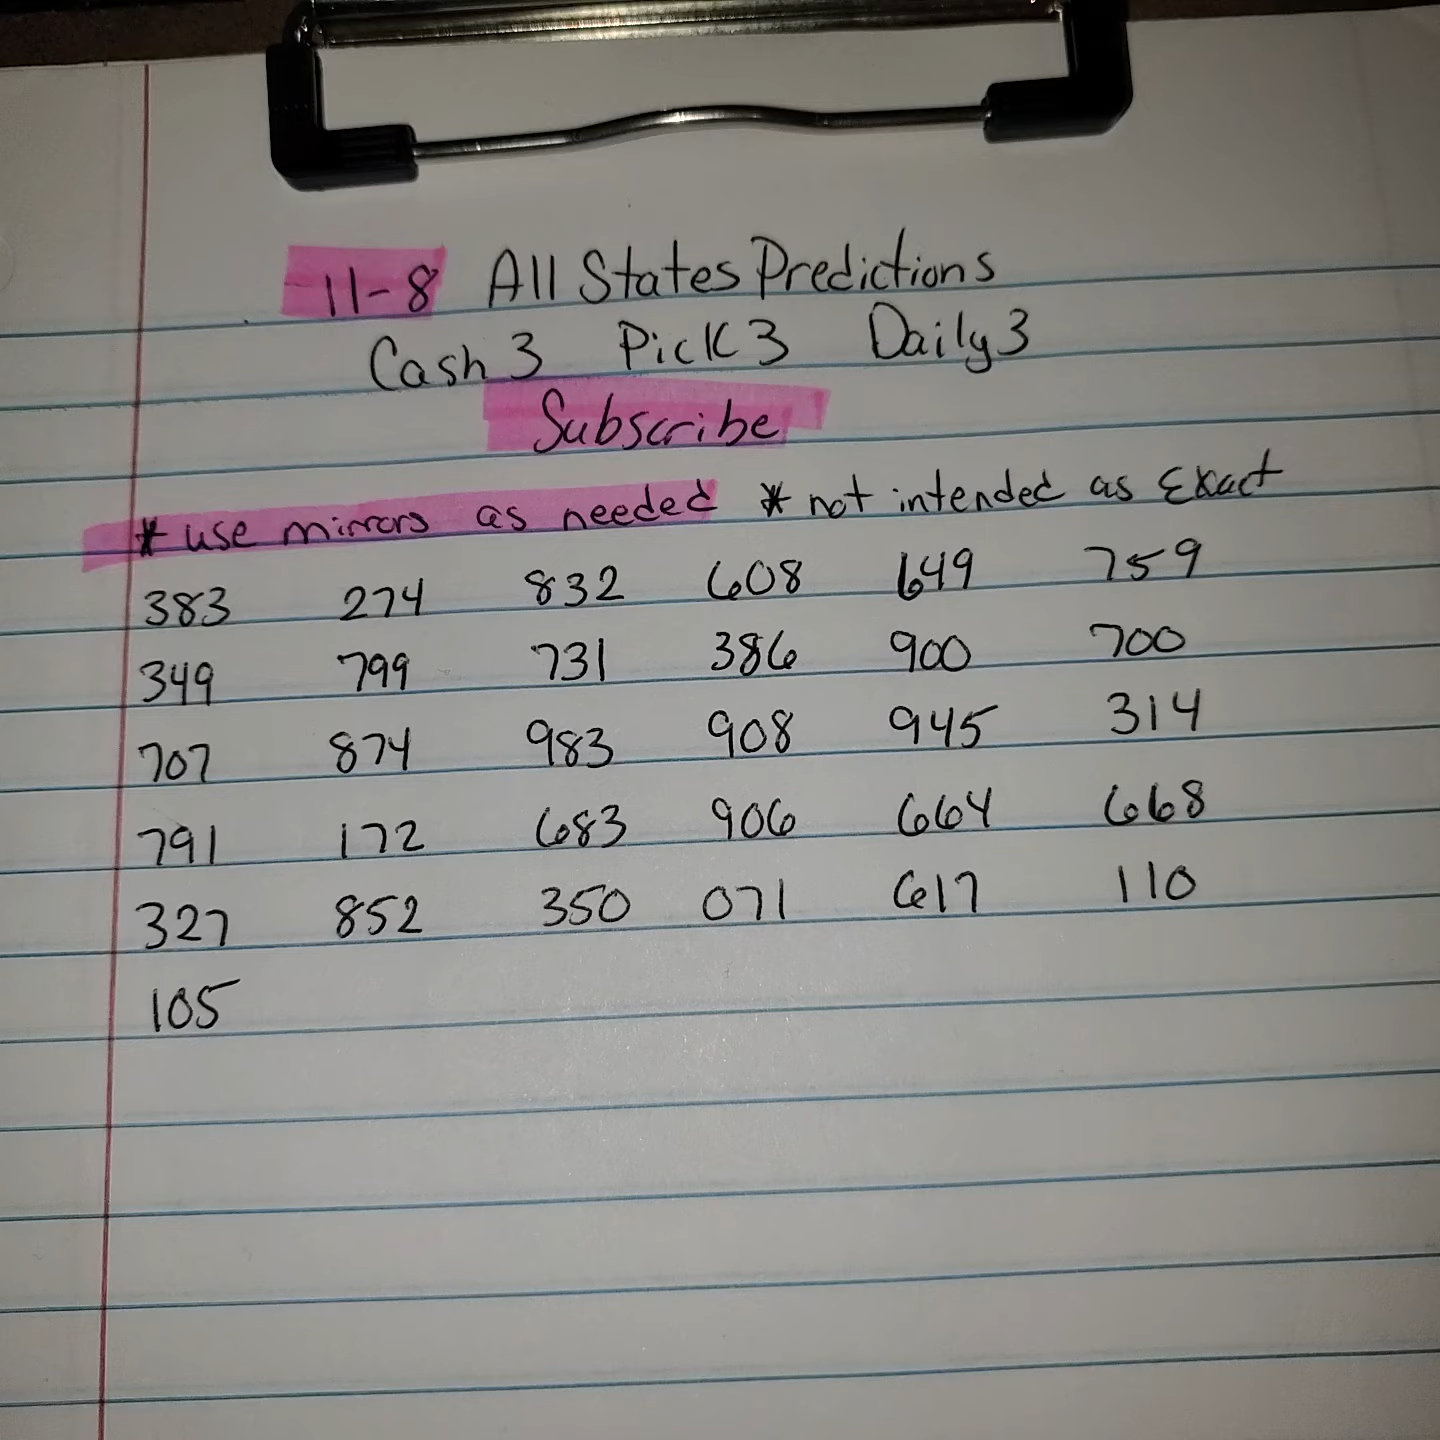 11-8 All States Predictions
Cash 3 Pick 3 Daily 3
Subscribe
* use mirrors as needed * not intended as Exact
383 274 832 608 649 759
349 799 731 386 900 700
707 874 983 908 945 314
791 172 683 906 664 668
327 852 350 071 617 110
105